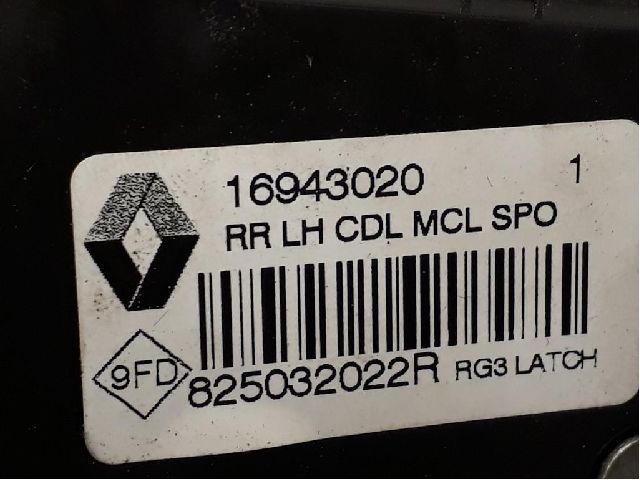 16943020 1
RR LH CDL MCL SPO
9FD
825032022R RG3 LATCH